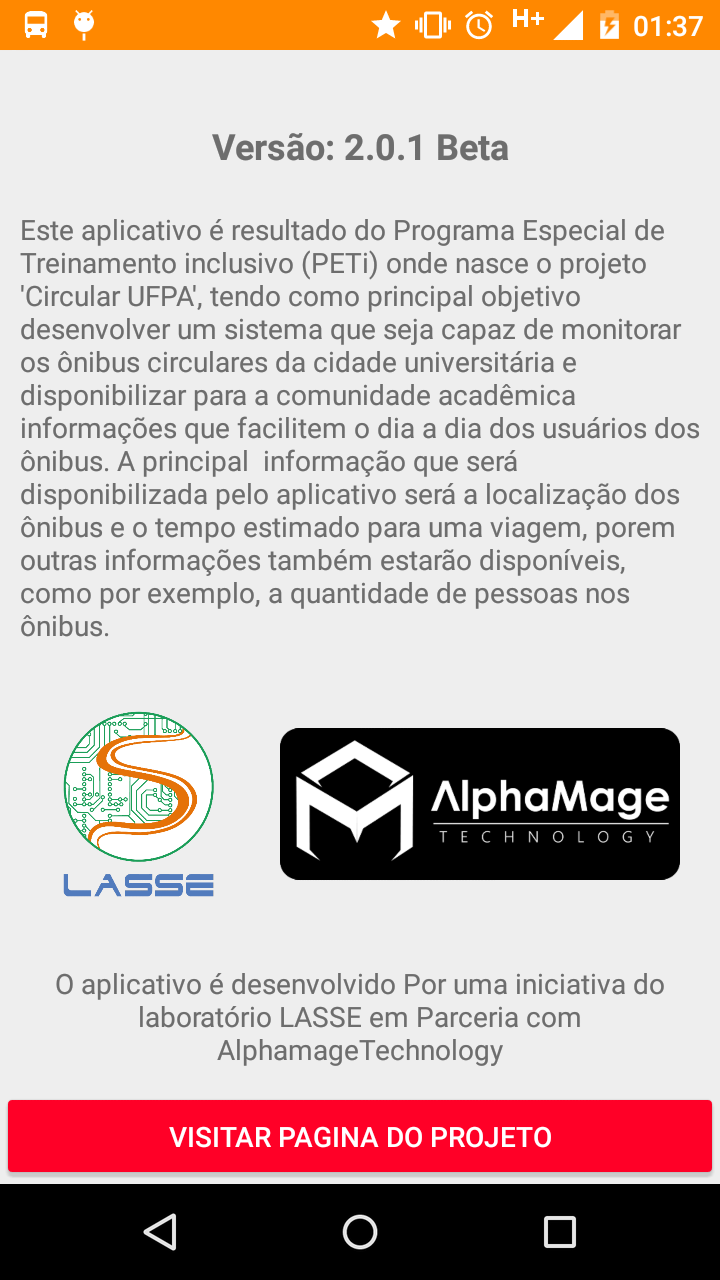 H+ 01:37
Versão: 2.0.1 Beta
Este aplicativo é resultado do Programa Especial de
Treinamento inclusivo (PETi) onde nasce o projeto
'Circular UFPA', tendo como principal objetivo
desenvolver um sistema que seja capaz de monitorar
os ônibus circulares da cidade universitária e
disponibilizar para a comunidade acadêmica
informações que facilitem o dia a dia dos usuários dos
ônibus. A principal  informação que será
disponibilizada pelo aplicativo será a localização dos
ônibus e o tempo estimado para uma viagem, porem
outras informações também estarão disponíveis,
como por exemplo, a quantidade de pessoas nos
ônibus.
LASSE
AlphaMage
TECHNOLOGY
O aplicativo é desenvolvido Por uma iniciativa do
laboratório LASSE em Parceria com
AlphamageTechnology
VISITAR PAGINA DO PROJETO